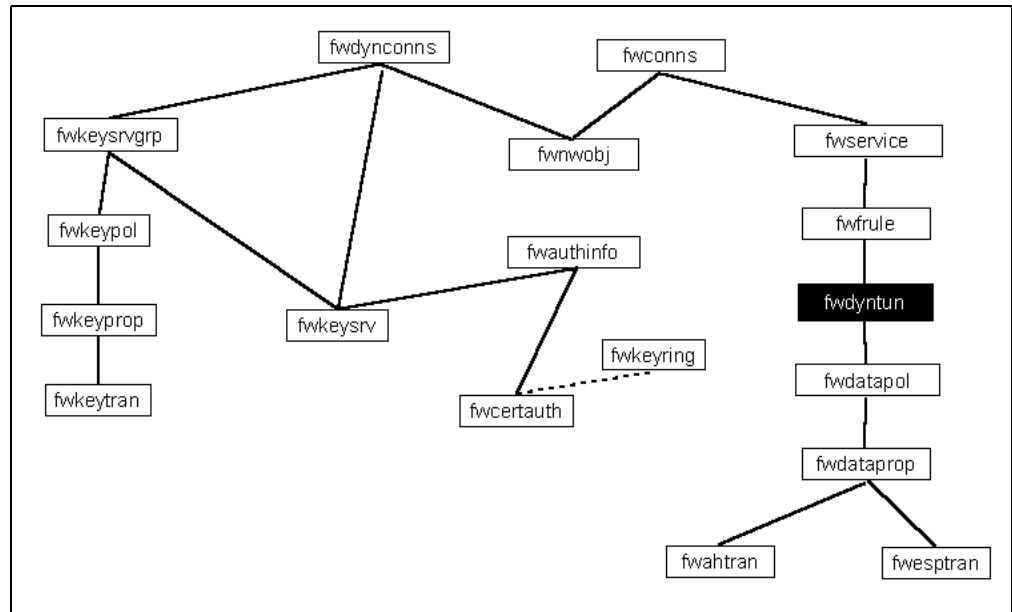 fwdynconns
fwconns
fwkeysrvgrp
fwnwobj
fwservice
fwkeypol
fwfrule
fwauthinfo
fwdyntun
fwkeyprop
fwkeysrv
fwkeyring
fwdatapol
fwkeytran
fwcertauth
fwdataprop
fwahtran
fwesptran